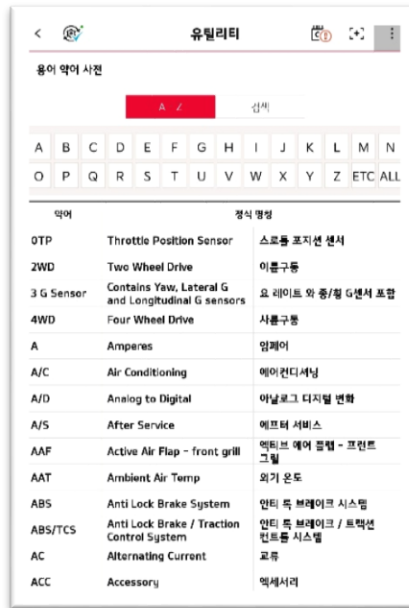 유틸리티
용어 약어 사전
A Z 검색
A B C D E F G H I J K L M N
O P Q R S T U V W X Y Z ETC ALL
약어 정식 명칭
0TP Throttle Position Sensor 스로틀 포지션 센서
2WD Two Wheel Drive 이륜구동
3 G Sensor Contains Yaw, Lateral G and Longitudinal G sensors 요 레이트 와 종/횡 G센서 포함
4WD Four Wheel Drive 사륜구동
A Amperes 암페어
A/C Air Conditioning 에어컨디셔닝
A/D Analog to Digital 아날로그 디지털 변화
A/S After Service 에프터 서비스
AAF Active Air Flap - front grill 엑티브 에어 플랩 - 프런트 그릴
AAT Ambient Air Temp 외기 온도
ABS Anti Lock Brake System 안티 록 브레이크 시스템
ABS/TCS Anti Lock Brake / Traction Control System 안티 록 브레이크 / 트랙션 컨트롤 시스템
AC Alternating Current 교류
ACC Accessory 엑세서리